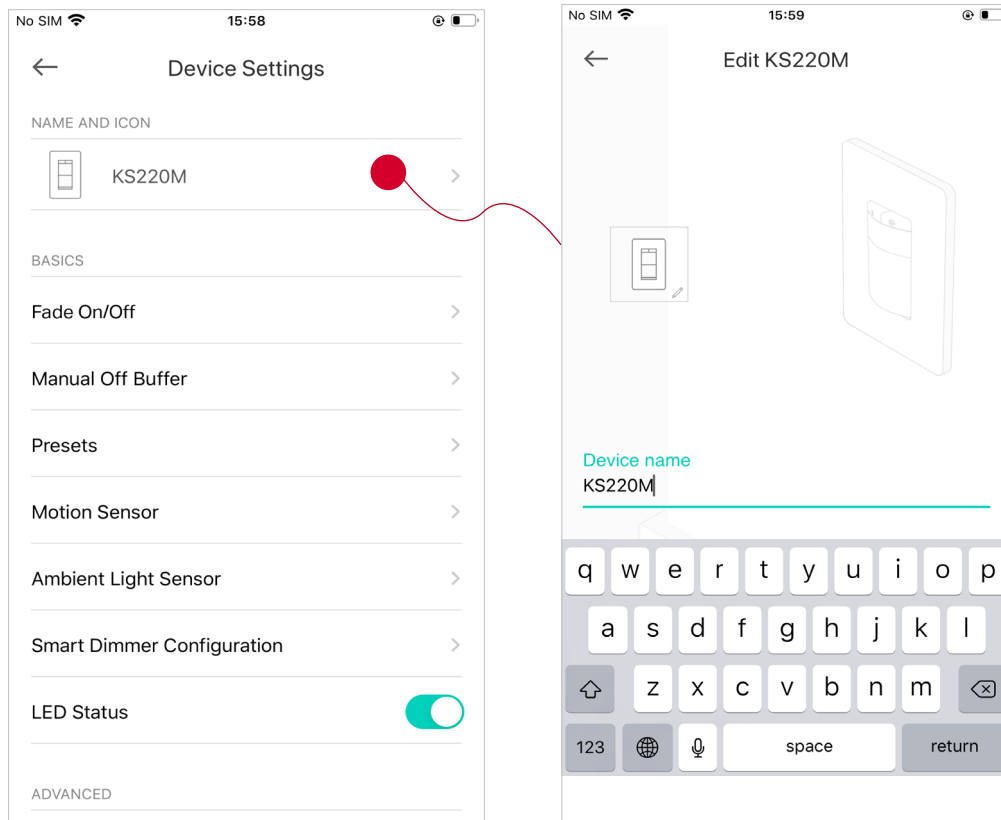 No SIM 15:58
Device Settings
NAME AND ICON
KS220M
BASICS
Fade On/Off
Manual Off Buffer
Presets
Motion Sensor
Ambient Light Sensor
Smart Dimmer Configuration
LED Status
ADVANCED
No SIM 15:59
Edit KS220M
Device name
KS220M
q w e r t y u i o p
a s d f g h j k l
z x c v b n m
123 space return